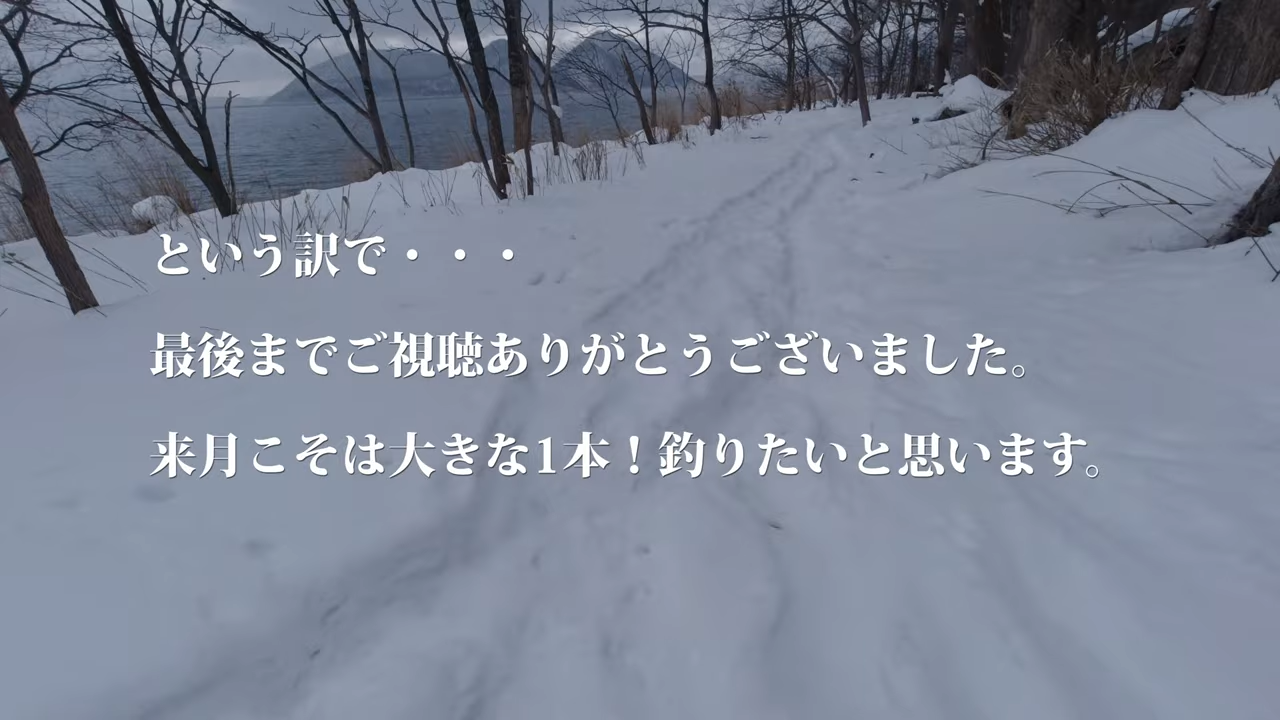 という訳で・・・
最後までご視聴ありがとうございました。
来月こそは大きな1本！釣りたいと思います。